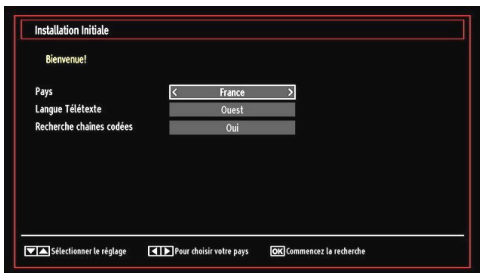 Installation Initiale
Bienvenue!
Pays < France >
Langue Télétexte Ouest
Recherche chaines codées Oui
Sélectionner le réglage Pour choisir votre pays OK Commencez la recherche